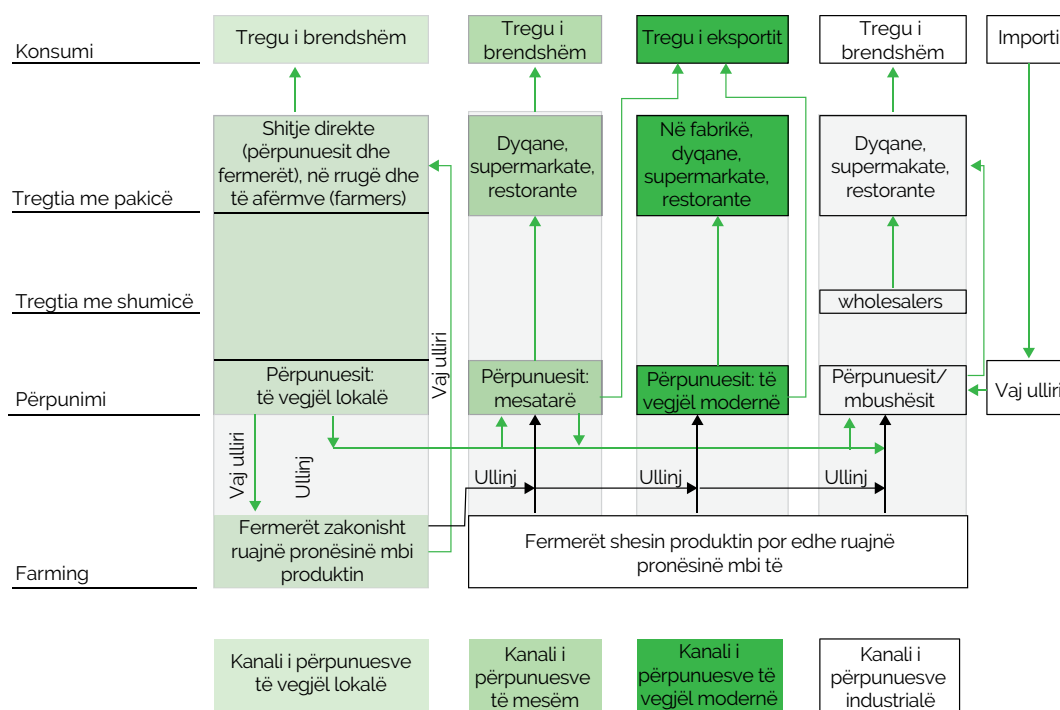 Konsumi
Tregu i brendshëm
Tregu i
brendshëm
Tregu i eksportit
Tregu i
brendshëm
Importi
Tregtia me pakicë
Shitje direkte
(përpunuesit dhe
fermerët), në rrugë dhe
të afërmve (farmers)
Dyqane,
supermarkate,
restorante
Në fabrikë,
dyqane,
supermarkate,
restorante
Dyqane,
supermakate,
restorante
Tregtia me shumicë
wholesalers
Vaj ulliri
Përpunimi
Përpunuesit:
të vegjël lokalë
Përpunuesit:
mesatarë
Përpunuesit: të
vegjël modernë
Përpunuesit/
mbushësit
Vaj ulliri
Vaj ulliri
Ullinj
Ullinj
Ullinj
Ullinj
Farming
Fermerët zakonisht
ruajnë pronësinë mbi
produktin
Fermerët shesin produktin por edhe ruajnë
pronësinë mbi të
Kanali i përpunuesve
të vegjël lokalë
Kanali i
përpunuesve
të mesëm
Kanali i
përpunuesve të
vegjël modernë
Kanali i
përpunuesve
industrialë